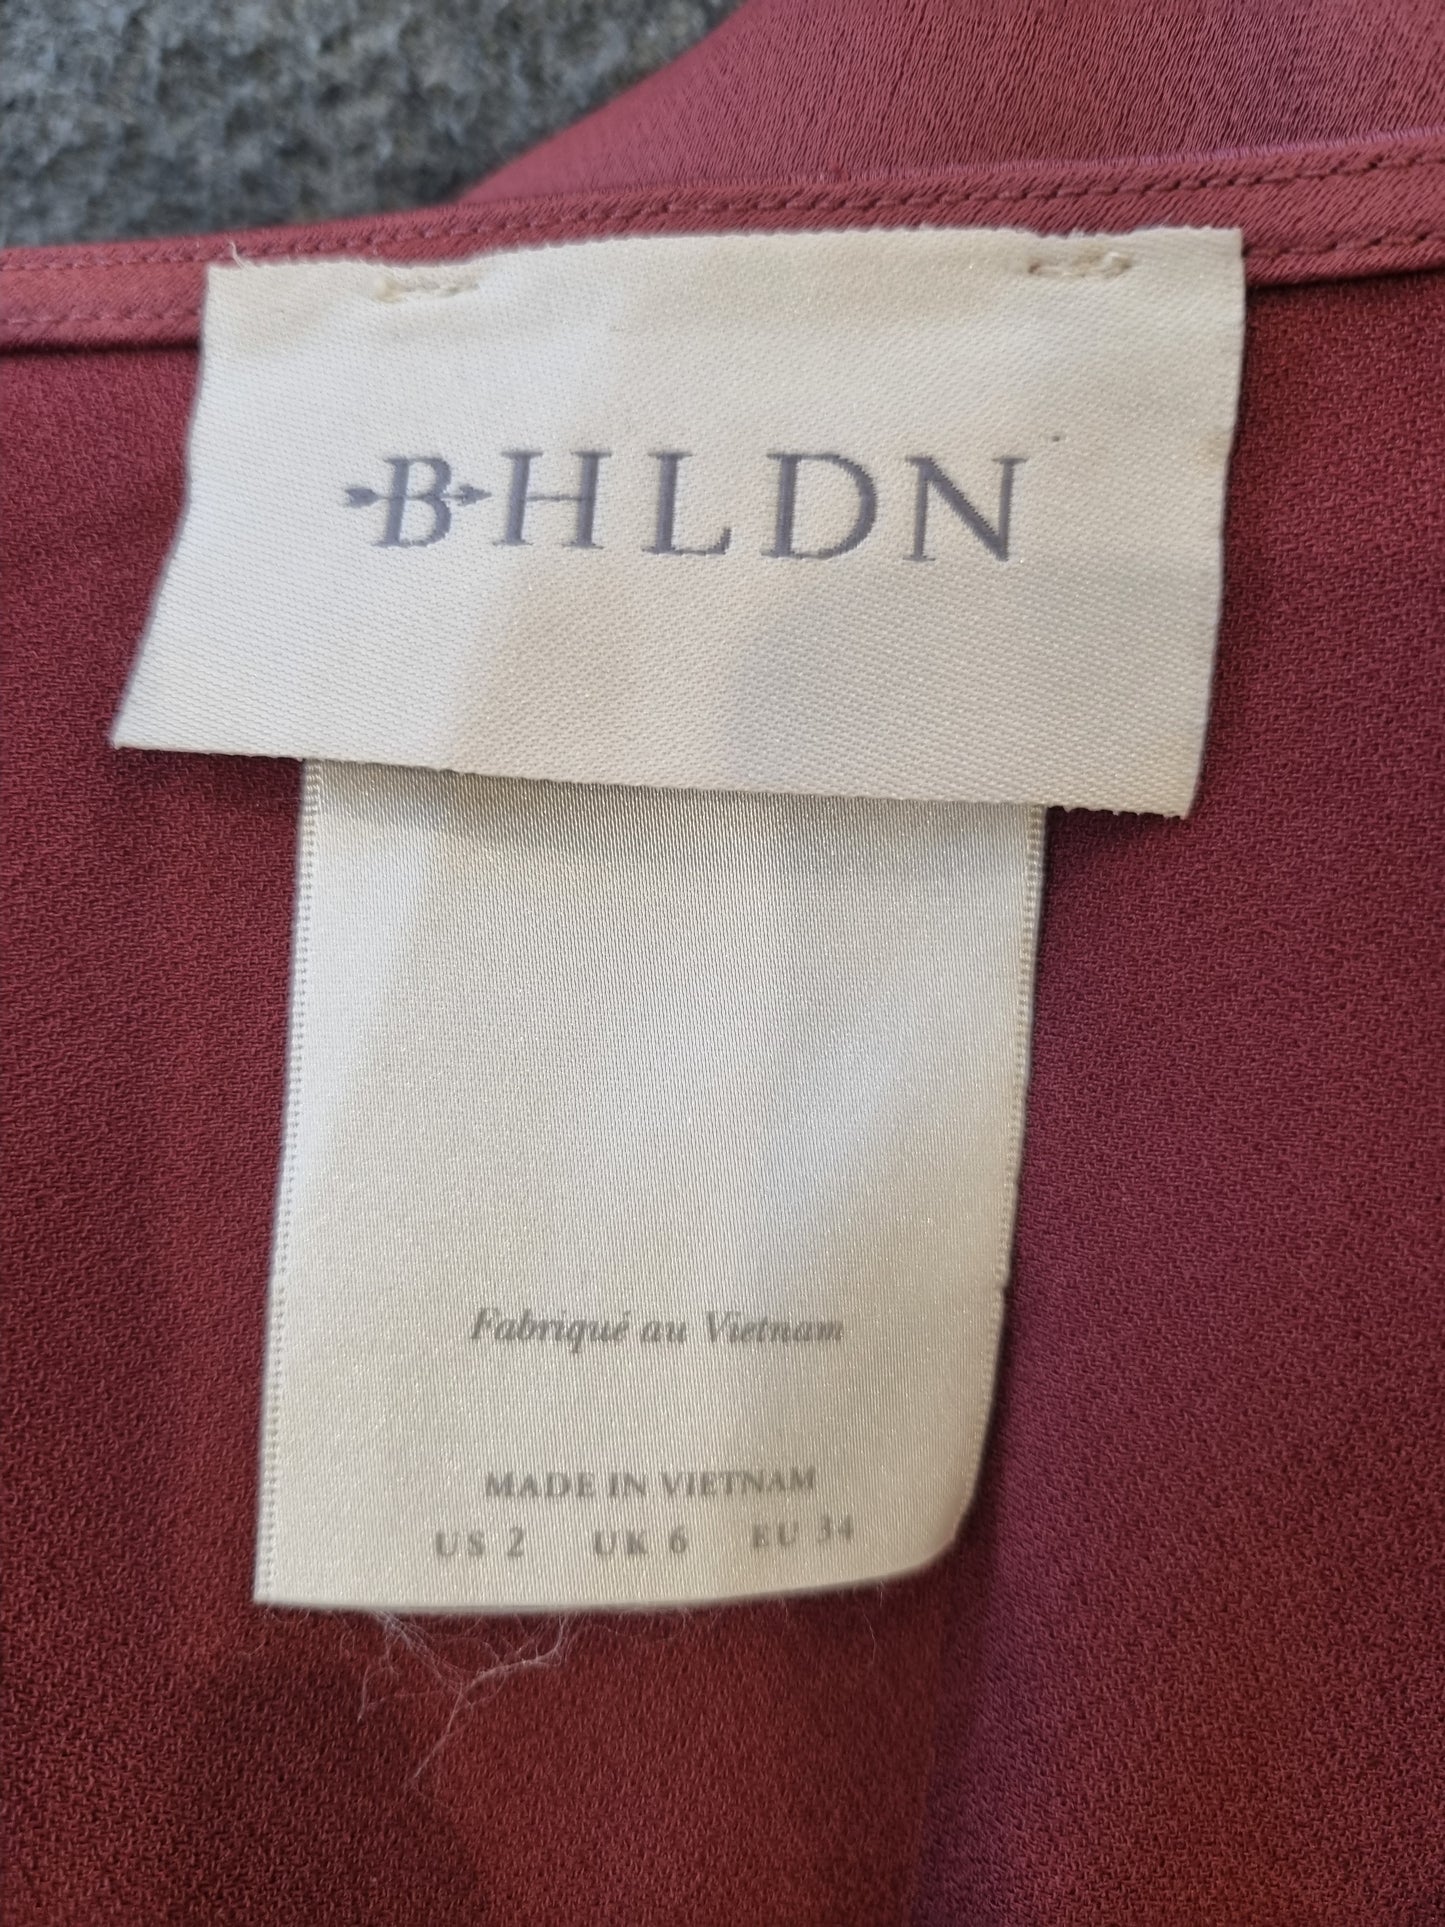 BHLDN
Fabriqué au Vietnam
MADE IN VIETNAM
US 2 UK 6 EU 34